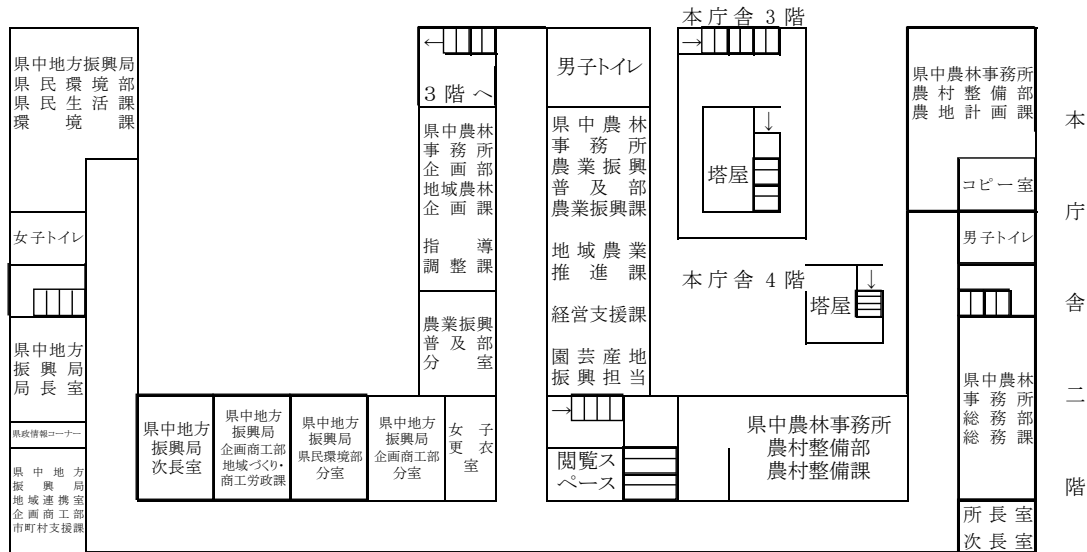 県中地方振興局
県民環境部
県民生活課
環境課
女子トイレ
県中地方
振興局
局長室
県政情報コーナー
県中地方
振興局
地域連携室
企画商工部
市町村支援課
県中地方
振興局
次長室
県中地方
振興局
企画商工部
地域づくり・
商工労政課
県中地方
振興局
県民環境部
分室
県中地方
振興局
企画商工部
分室
女子
更衣
室
←
3階へ
県中農林
事務所
企画部
地域農林
企画課
指導
調整課
農業振興
普及部
分室
男子トイレ
県中農林
事務所
農業振興
普及部
農業振興課
地域農業
推進課
経営支援課
園芸産地
振興担当
→
閲覧ス
ペース
県中農林事務所
農村整備部
農村整備課
本庁舎3階
→
↓
塔屋
本庁舎4階
↓
塔屋
県中農林事務所
農村整備部
農地計画課
コピー室
男子トイレ
県中農林
事務所
総務部
総務課
所長室
次長室
本庁舎二階